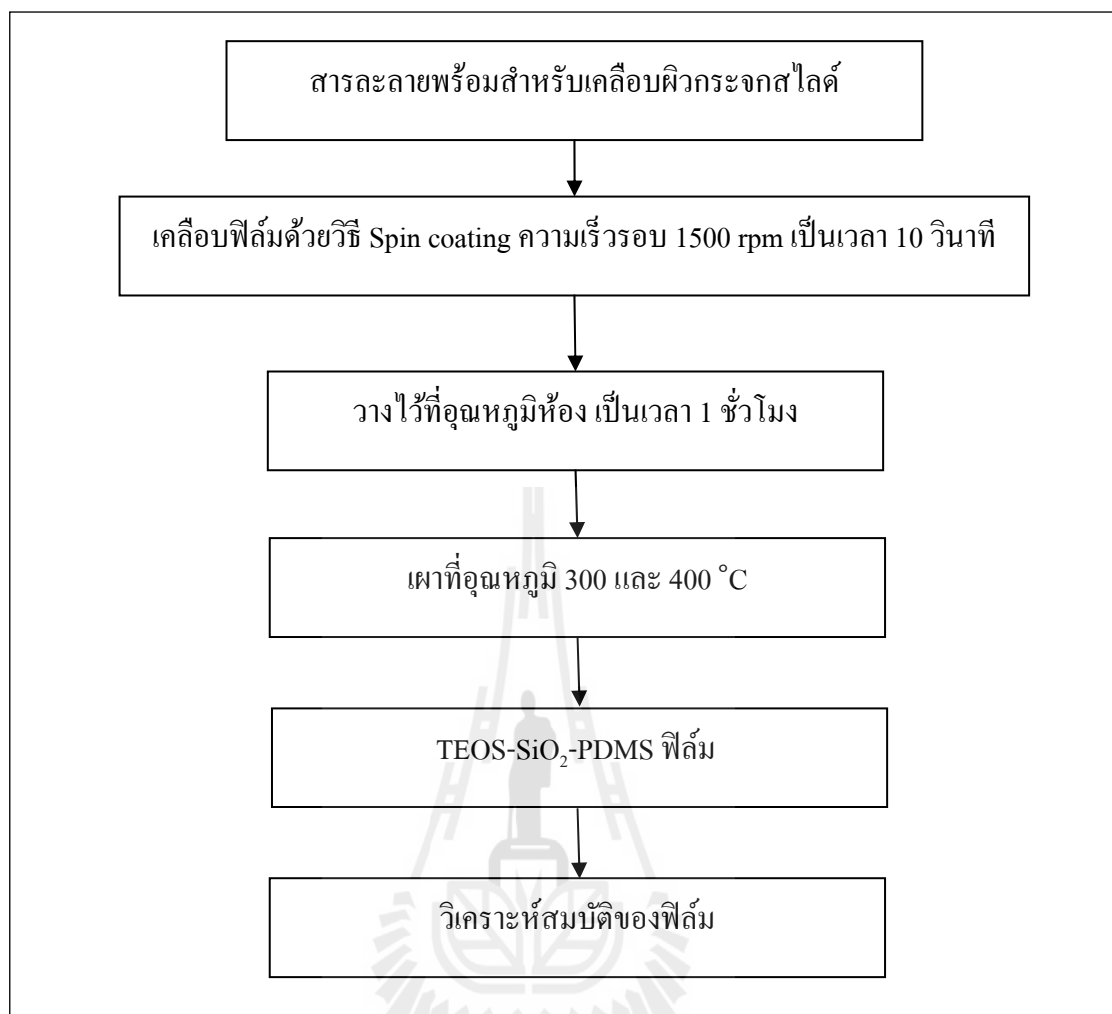 สารละลายพร้อมสำหรับเคลือบผิวกระจกสไลด์
เคลือบฟิล์มด้วยวิธี Spin coating ความเร็วรอบ 1500 rpm เป็นเวลา 10 วินาที
วางไว้ที่อุณหภูมิห้อง เป็นเวลา 1 ชั่วโมง
เผาที่อุณหภูมิ 300 และ 400 °C
TEOS-SiO₂-PDMS ฟิล์ม
วิเคราะห์สมบัติของฟิล์ม